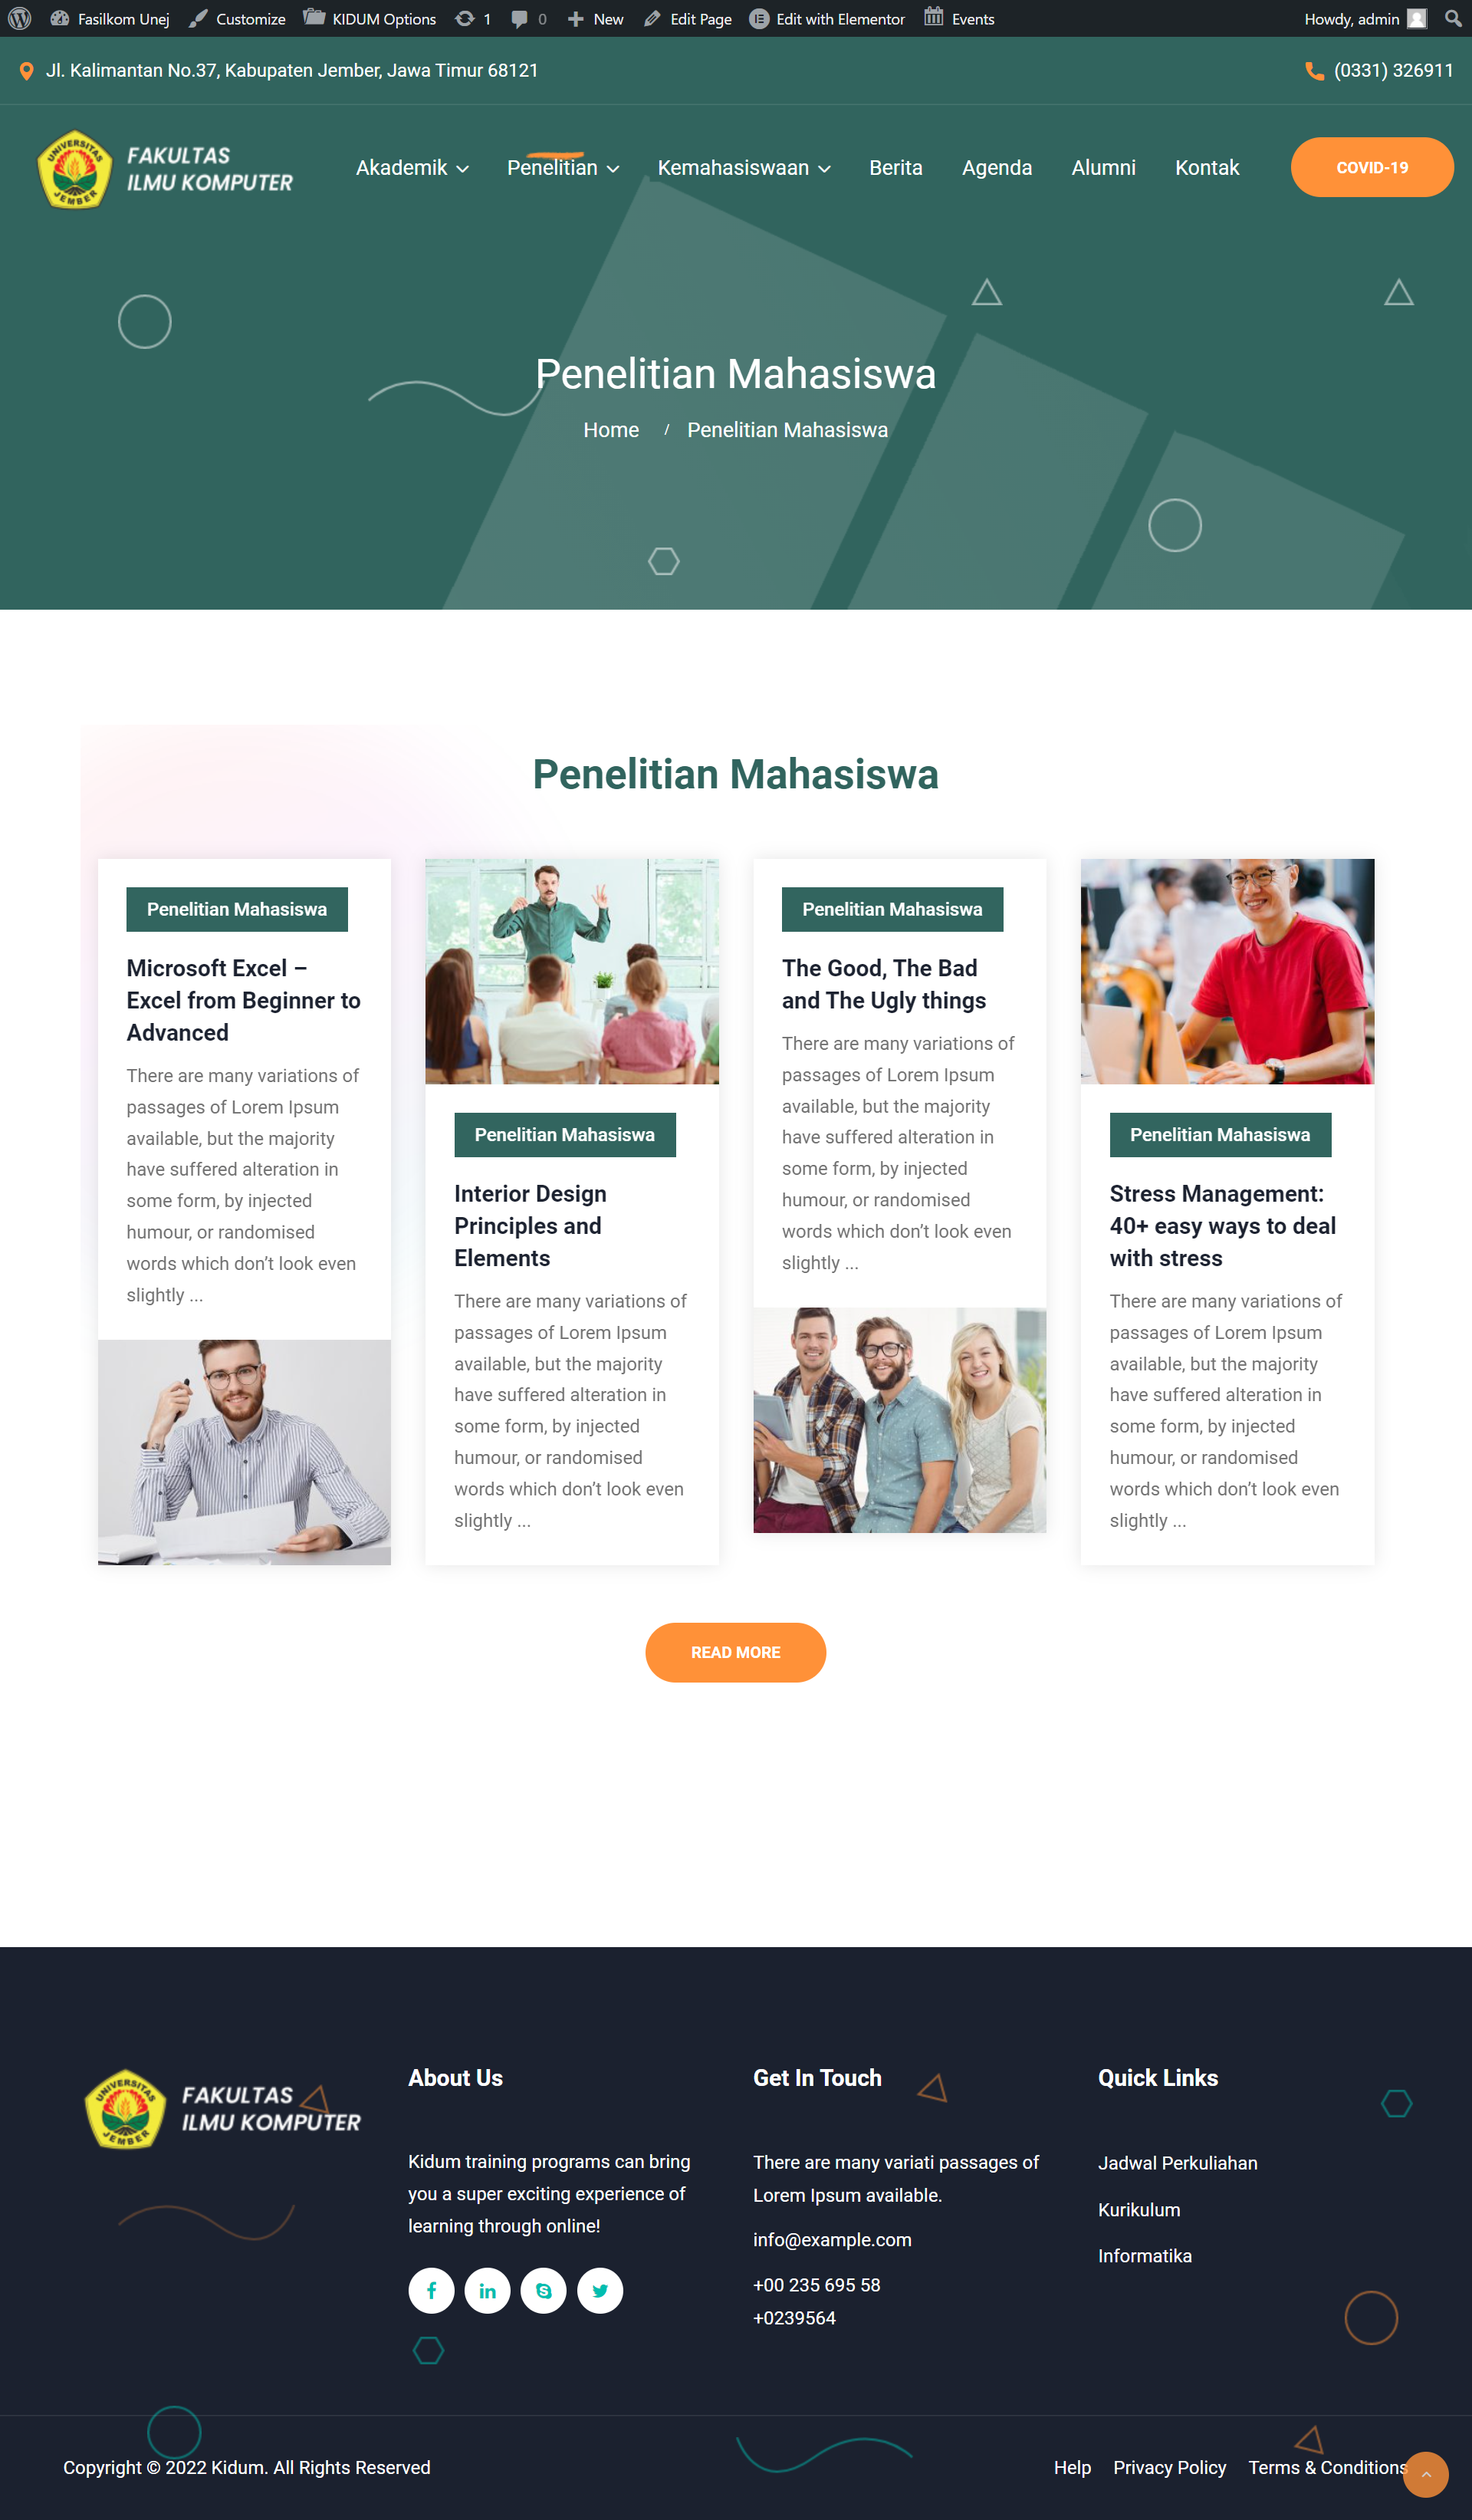 Fasilkom Unej Customize KIDUM Options 1 0 New Edit Page Edit with Elementor Events Howdy, admin
Jl. Kalimantan No.37, Kabupaten Jember, Jawa Timur 68121 (0331) 326911
UNIVERSITAS
JEMBER
FAKULTAS
ILMU KOMPUTER
Akademik Penelitian Kemahasiswaan Berita Agenda Alumni Kontak COVID-19
Penelitian Mahasiswa
Home / Penelitian Mahasiswa
Penelitian Mahasiswa
Penelitian Mahasiswa
Microsoft Excel –
Excel from Beginner to
Advanced
There are many variations of
passages of Lorem Ipsum
available, but the majority
have suffered alteration in
some form, by injected
humour, or randomised
words which don’t look even
slightly ...
Penelitian Mahasiswa
Interior Design
Principles and
Elements
There are many variations of
passages of Lorem Ipsum
available, but the majority
have suffered alteration in
some form, by injected
humour, or randomised
words which don’t look even
slightly ...
Penelitian Mahasiswa
The Good, The Bad
and The Ugly things
There are many variations of
passages of Lorem Ipsum
available, but the majority
have suffered alteration in
some form, by injected
humour, or randomised
words which don’t look even
slightly ...
Penelitian Mahasiswa
Stress Management:
40+ easy ways to deal
with stress
There are many variations of
passages of Lorem Ipsum
available, but the majority
have suffered alteration in
some form, by injected
humour, or randomised
words which don’t look even
slightly ...
READ MORE
UNIVERSITAS
JEMBER
FAKULTAS
ILMU KOMPUTER
About Us
Kidum training programs can bring
you a super exciting experience of
learning through online!
Get In Touch
There are many variati passages of
Lorem Ipsum available.
info@example.com
+00 235 695 58
+0239564
Quick Links
Jadwal Perkuliahan
Kurikulum
Informatika
Copyright © 2022 Kidum. All Rights Reserved
Help Privacy Policy Terms & Conditions